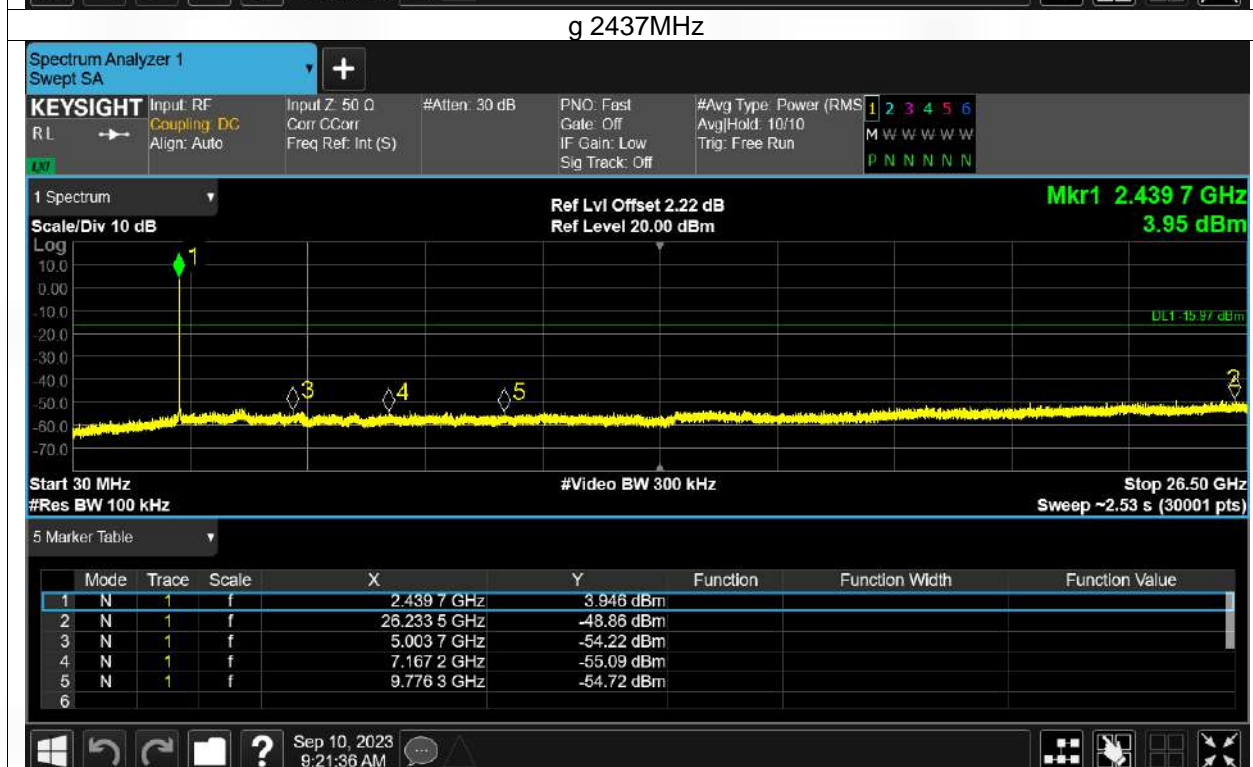 g 2437MHz
Spectrum Analyzer 1
Swept SA
+
KEYSIGHT Input: RF Input Z: 50 Ω #Atten: 30 dB PNO: Fast #Avg Type: Power (RMS 1 2 3 4 5 6
RL Coupling: DC Corr CCorr Gate: Off Avg|Hold: 10/10 M W W W W W
Align: Auto Freq Ref: Int (S) IF Gain: Low Trig: Free Run
LXI Sig Track: Off P N N N N N
1 Spectrum Ref Lvl Offset 2.22 dB Mkr1 2.439 7 GHz
Scale/Div 10 dB Ref Level 20.00 dBm 3.95 dBm
Log
1
10.0
0.00
-10.0
DL1 -15.97 dBm
-20.0
-30.0
-40.0
3 4 5 2
-50.0
-60.0
-70.0
Start 30 MHz #Video BW 300 kHz Stop 26.50 GHz
#Res BW 100 kHz Sweep ~2.53 s (30001 pts)
5 Marker Table
Mode Trace Scale X Y Function Function Width Function Value
1 N 1 f 2.439 7 GHz 3.946 dBm
2 N 1 f 26.233 5 GHz -48.86 dBm
3 N 1 f 5.003 7 GHz -54.22 dBm
4 N 1 f 7.167 2 GHz -55.09 dBm
5 N 1 f 9.776 3 GHz -54.72 dBm
6
? Sep 10, 2023
9:21:36 AM